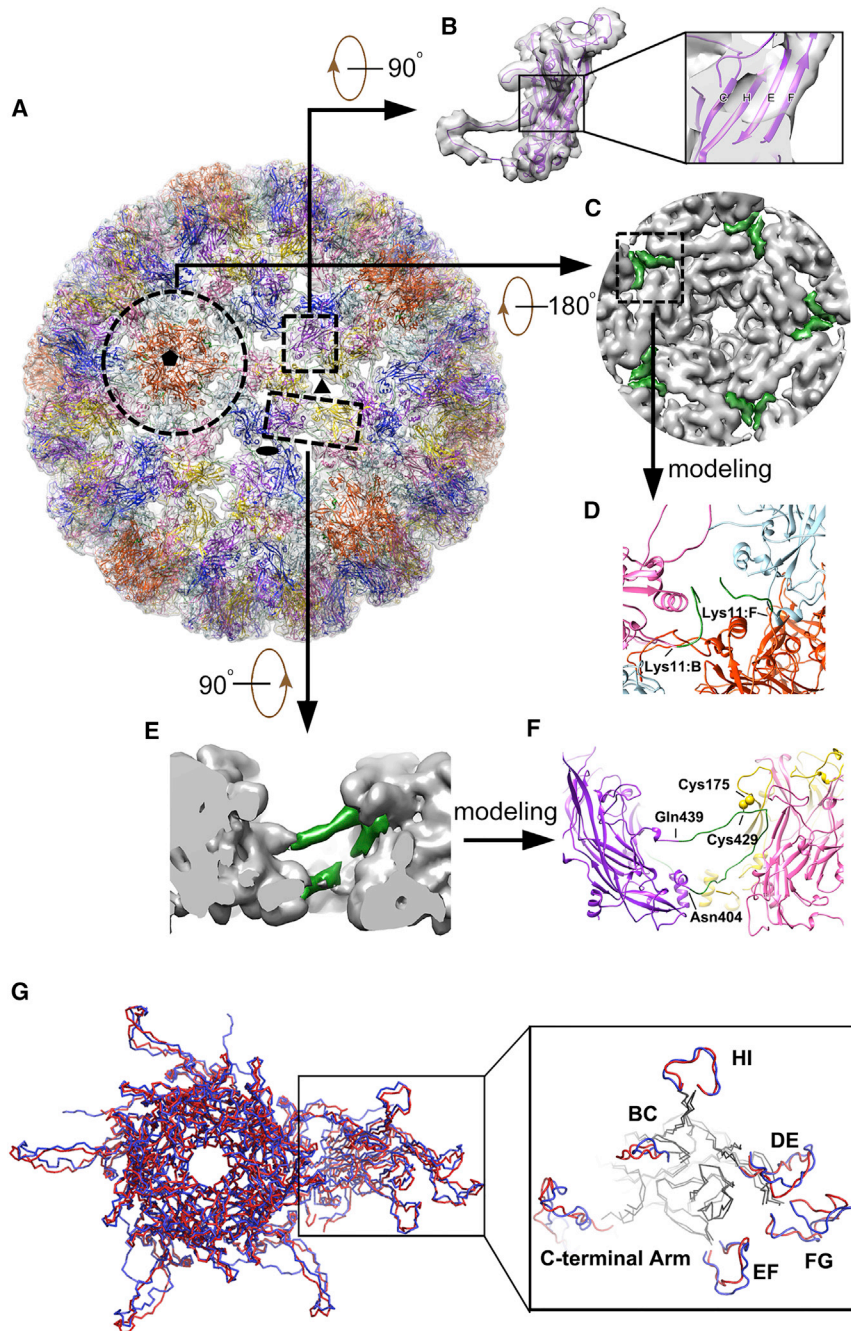 B
90°
A
C H E F
C
180°
modeling
D
Lys11:F
Lys11:B
90°
E
F
modeling
Cys175
Gln439
Cys429
Asn404
G
HI
BC
DE
C-terminal Arm
FG
EF